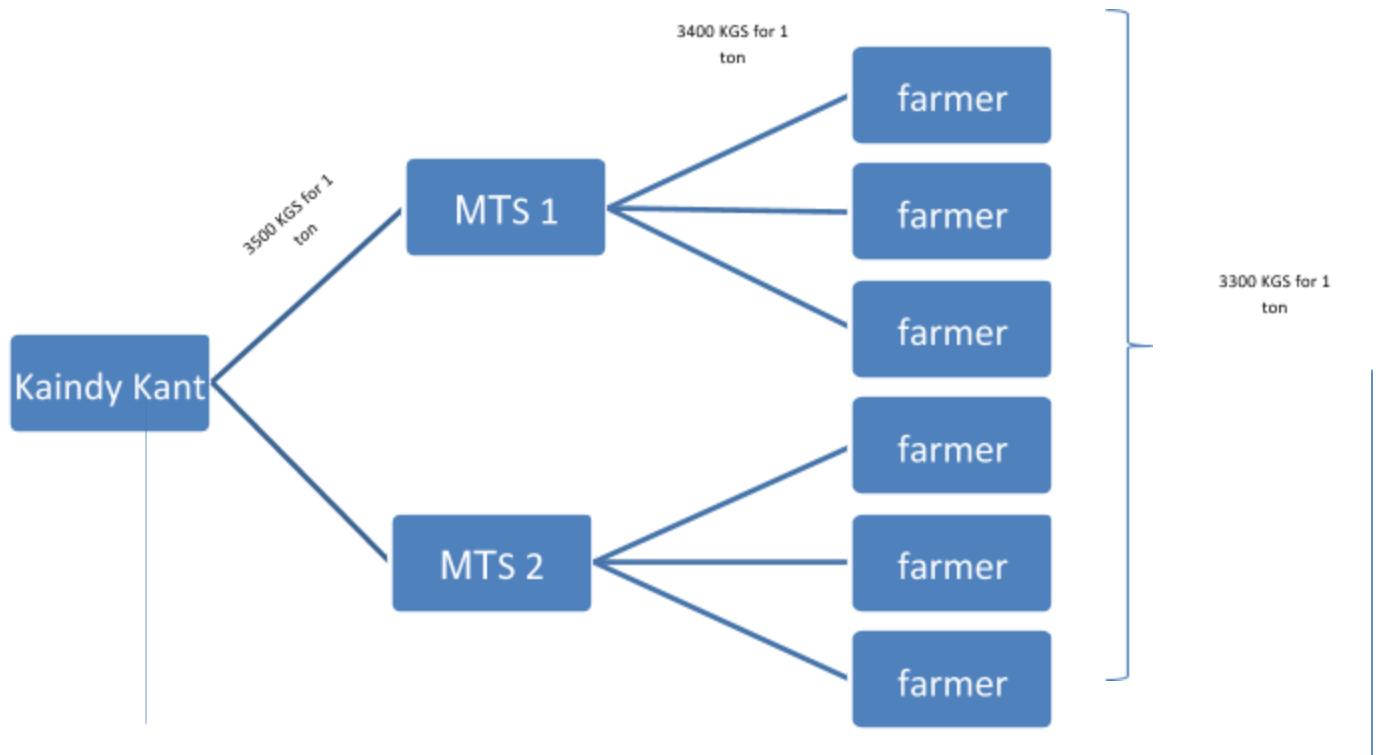 3400 KGS for 1
ton
farmer
3500 KGS for 1
ton
MTS 1
farmer
3300 KGS for 1
ton
farmer
Kaindy Kant
farmer
MTS 2
farmer
farmer